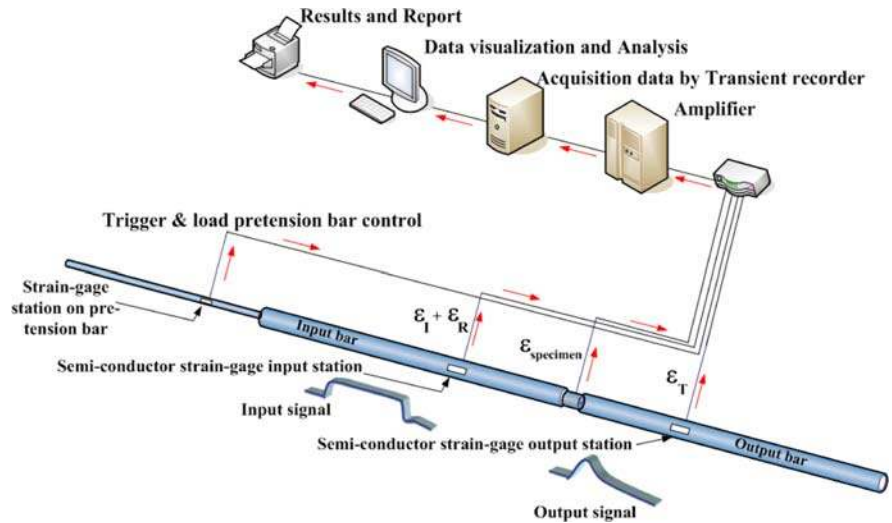 Results and Report
Data visualization and Analysis
Acquisition data by Transient recorder
Amplifier
Trigger & load pretension bar control
Strain-gage
station on pre-
tension bar
Input bar
ε_I + ε_R
ε_specimen
ε_T
Semi-conductor strain-gage input station
Input signal
Semi-conductor strain-gage output station
Output bar
Output signal